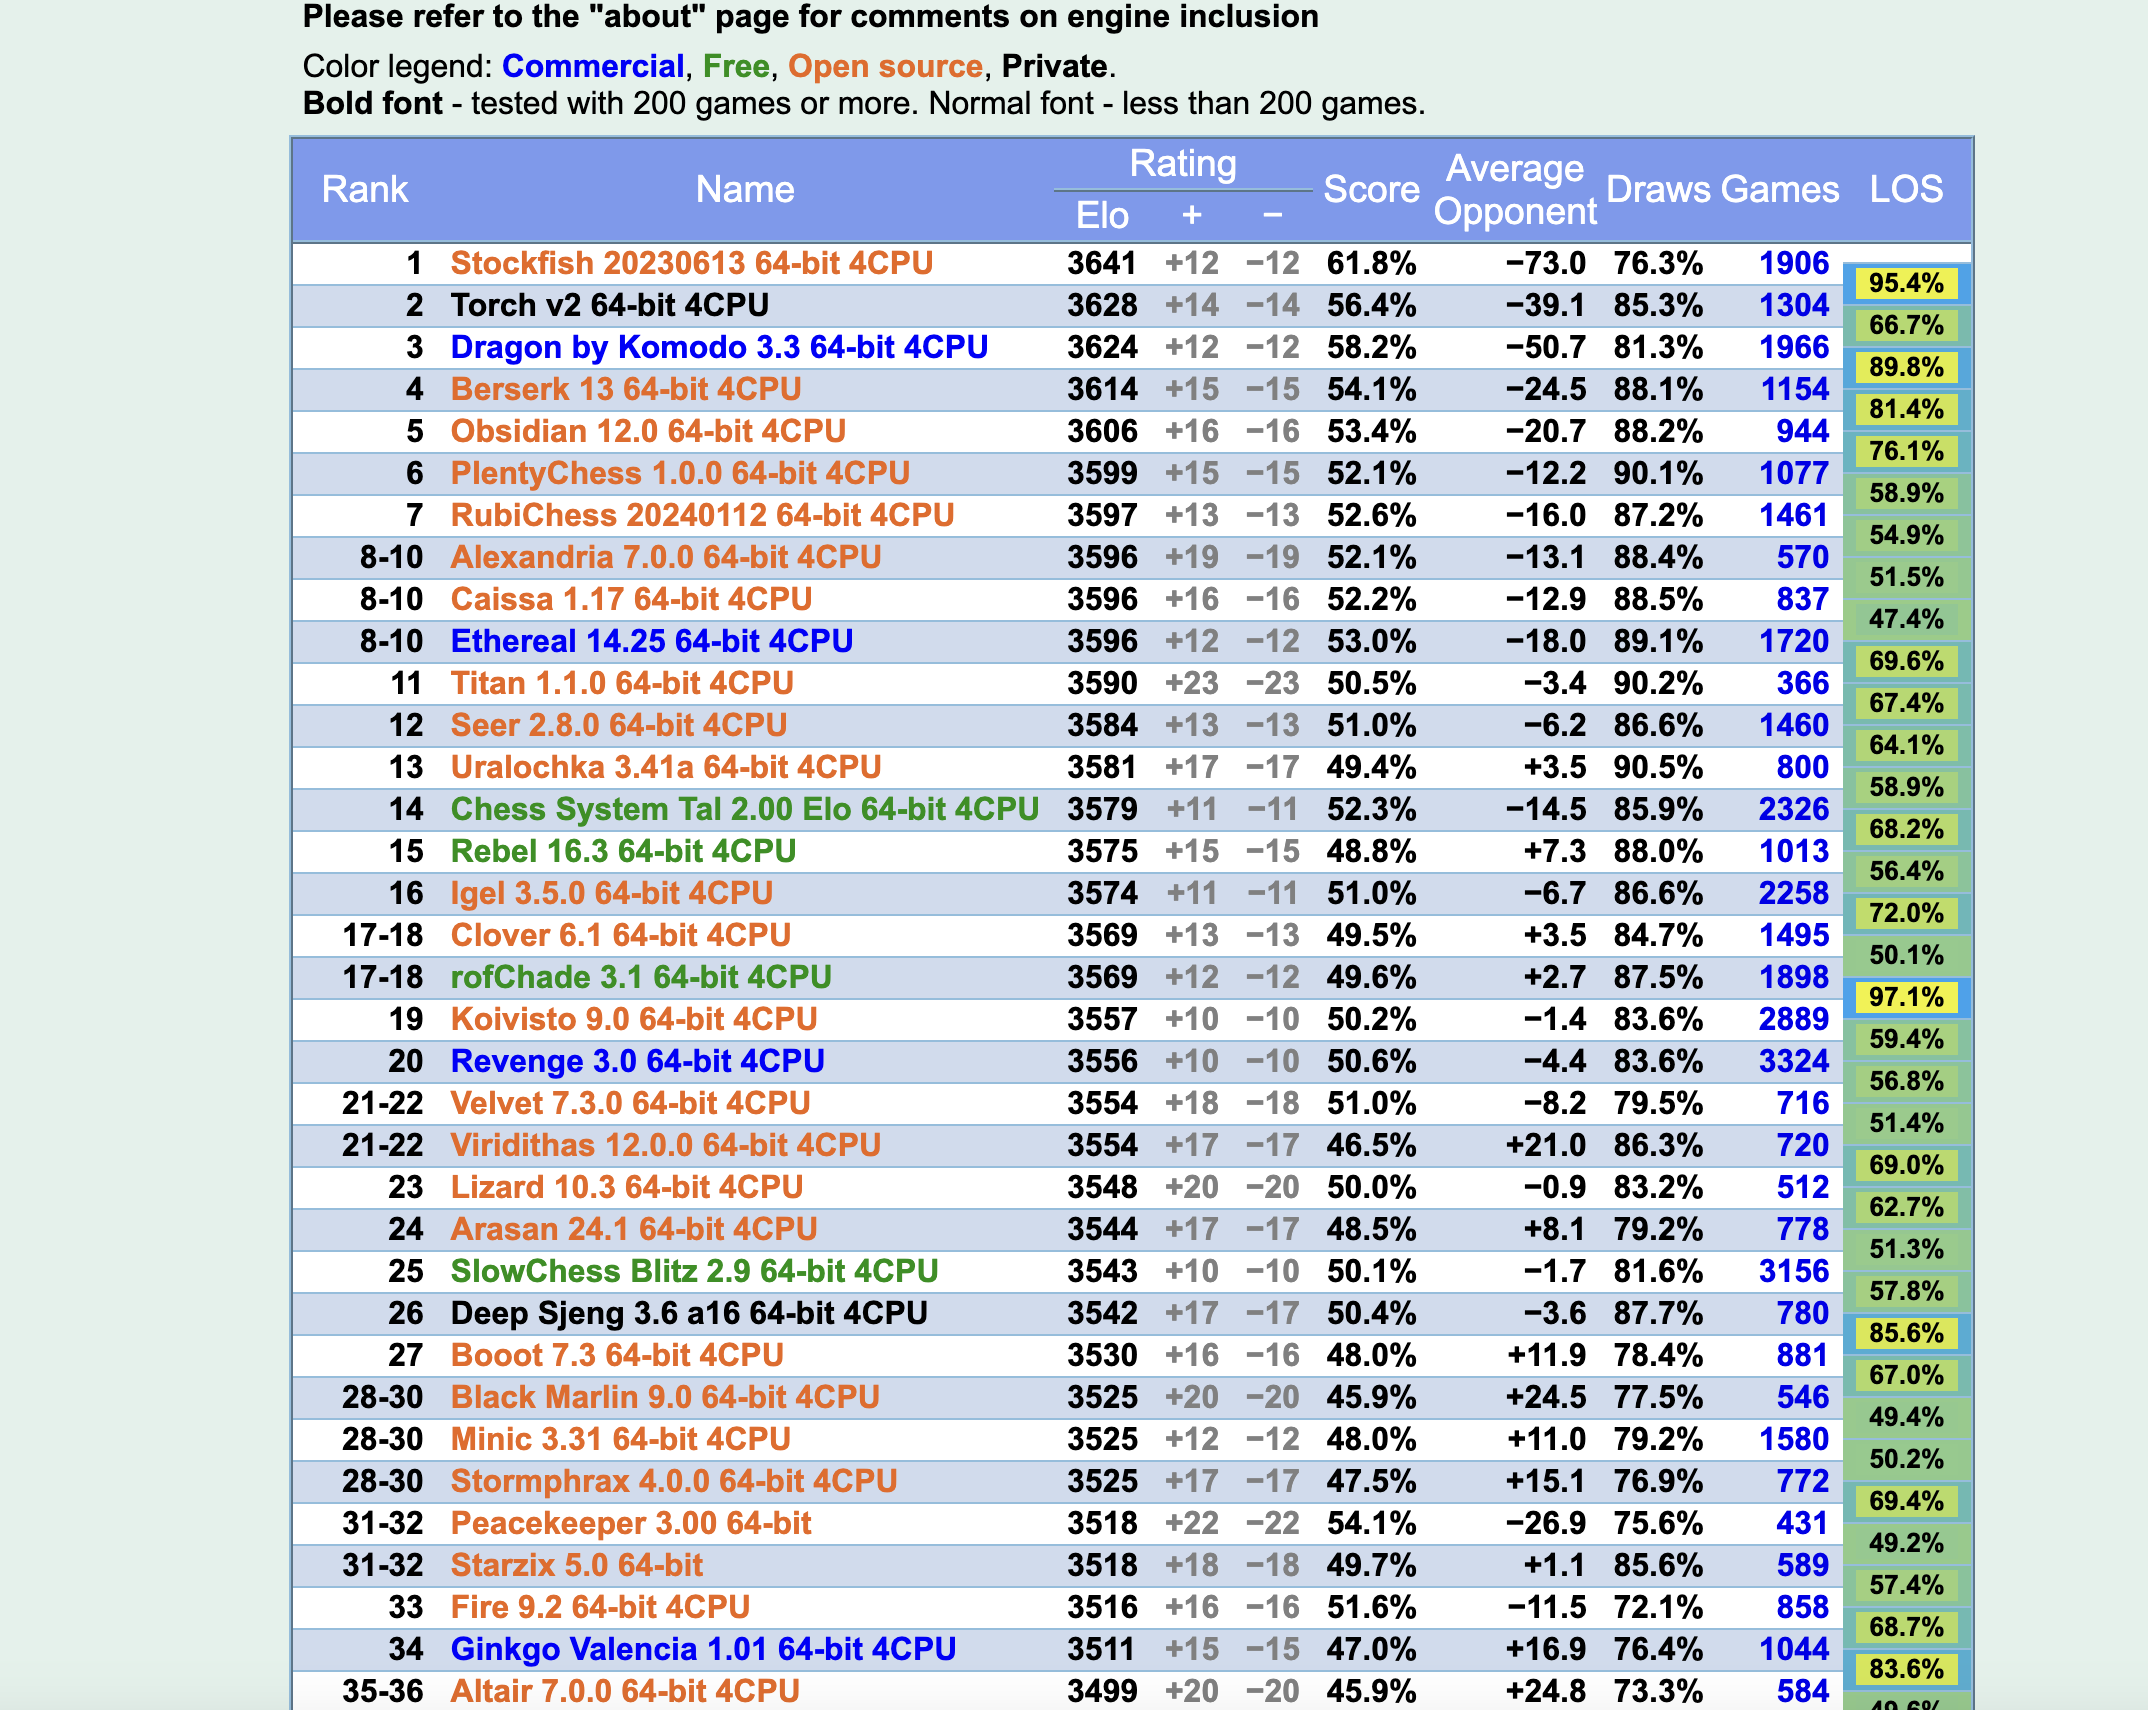 Please refer to the "about" page for comments on engine inclusion
Color legend: Commercial, Free, Open source, Private.
Bold font - tested with 200 games or more. Normal font - less than 200 games.
Rank Name Rating Elo + − Score Average Opponent Draws Games LOS
1 Stockfish 20230613 64-bit 4CPU 3641 +12 −12 61.8% −73.0 76.3% 1906
95.4%
2 Torch v2 64-bit 4CPU 3628 +14 −14 56.4% −39.1 85.3% 1304
66.7%
3 Dragon by Komodo 3.3 64-bit 4CPU 3624 +12 −12 58.2% −50.7 81.3% 1966
89.8%
4 Berserk 13 64-bit 4CPU 3614 +15 −15 54.1% −24.5 88.1% 1154
81.4%
5 Obsidian 12.0 64-bit 4CPU 3606 +16 −16 53.4% −20.7 88.2% 944
76.1%
6 PlentyChess 1.0.0 64-bit 4CPU 3599 +15 −15 52.1% −12.2 90.1% 1077
58.9%
7 RubiChess 20240112 64-bit 4CPU 3597 +13 −13 52.6% −16.0 87.2% 1461
54.9%
8-10 Alexandria 7.0.0 64-bit 4CPU 3596 +19 −19 52.1% −13.1 88.4% 570
51.5%
8-10 Caissa 1.17 64-bit 4CPU 3596 +16 −16 52.2% −12.9 88.5% 837
47.4%
8-10 Ethereal 14.25 64-bit 4CPU 3596 +12 −12 53.0% −18.0 89.1% 1720
69.6%
11 Titan 1.1.0 64-bit 4CPU 3590 +23 −23 50.5% −3.4 90.2% 366
67.4%
12 Seer 2.8.0 64-bit 4CPU 3584 +13 −13 51.0% −6.2 86.6% 1460
64.1%
13 Uralochka 3.41a 64-bit 4CPU 3581 +17 −17 49.4% +3.5 90.5% 800
58.9%
14 Chess System Tal 2.00 Elo 64-bit 4CPU 3579 +11 −11 52.3% −14.5 85.9% 2326
68.2%
15 Rebel 16.3 64-bit 4CPU 3575 +15 −15 48.8% +7.3 88.0% 1013
56.4%
16 Igel 3.5.0 64-bit 4CPU 3574 +11 −11 51.0% −6.7 86.6% 2258
72.0%
17-18 Clover 6.1 64-bit 4CPU 3569 +13 −13 49.5% +3.5 84.7% 1495
50.1%
17-18 rofChade 3.1 64-bit 4CPU 3569 +12 −12 49.6% +2.7 87.5% 1898
97.1%
19 Koivisto 9.0 64-bit 4CPU 3557 +10 −10 50.2% −1.4 83.6% 2889
59.4%
20 Revenge 3.0 64-bit 4CPU 3556 +10 −10 50.6% −4.4 83.6% 3324
56.8%
21-22 Velvet 7.3.0 64-bit 4CPU 3554 +18 −18 51.0% −8.2 79.5% 716
51.4%
21-22 Viridithas 12.0.0 64-bit 4CPU 3554 +17 −17 46.5% +21.0 86.3% 720
69.0%
23 Lizard 10.3 64-bit 4CPU 3548 +20 −20 50.0% −0.9 83.2% 512
62.7%
24 Arasan 24.1 64-bit 4CPU 3544 +17 −17 48.5% +8.1 79.2% 778
51.3%
25 SlowChess Blitz 2.9 64-bit 4CPU 3543 +10 −10 50.1% −1.7 81.6% 3156
57.8%
26 Deep Sjeng 3.6 a16 64-bit 4CPU 3542 +17 −17 50.4% −3.6 87.7% 780
85.6%
27 Booot 7.3 64-bit 4CPU 3530 +16 −16 48.0% +11.9 78.4% 881
67.0%
28-30 Black Marlin 9.0 64-bit 4CPU 3525 +20 −20 45.9% +24.5 77.5% 546
49.4%
28-30 Minic 3.31 64-bit 4CPU 3525 +12 −12 48.0% +11.0 79.2% 1580
50.2%
28-30 Stormphrax 4.0.0 64-bit 4CPU 3525 +17 −17 47.5% +15.1 76.9% 772
69.4%
31-32 Peacekeeper 3.00 64-bit 3518 +22 −22 54.1% −26.9 75.6% 431
49.2%
31-32 Starzix 5.0 64-bit 3518 +18 −18 49.7% +1.1 85.6% 589
57.4%
33 Fire 9.2 64-bit 4CPU 3516 +16 −16 51.6% −11.5 72.1% 858
68.7%
34 Ginkgo Valencia 1.01 64-bit 4CPU 3511 +15 −15 47.0% +16.9 76.4% 1044
83.6%
35-36 Altair 7.0.0 64-bit 4CPU 3499 +20 −20 45.9% +24.8 73.3% 584